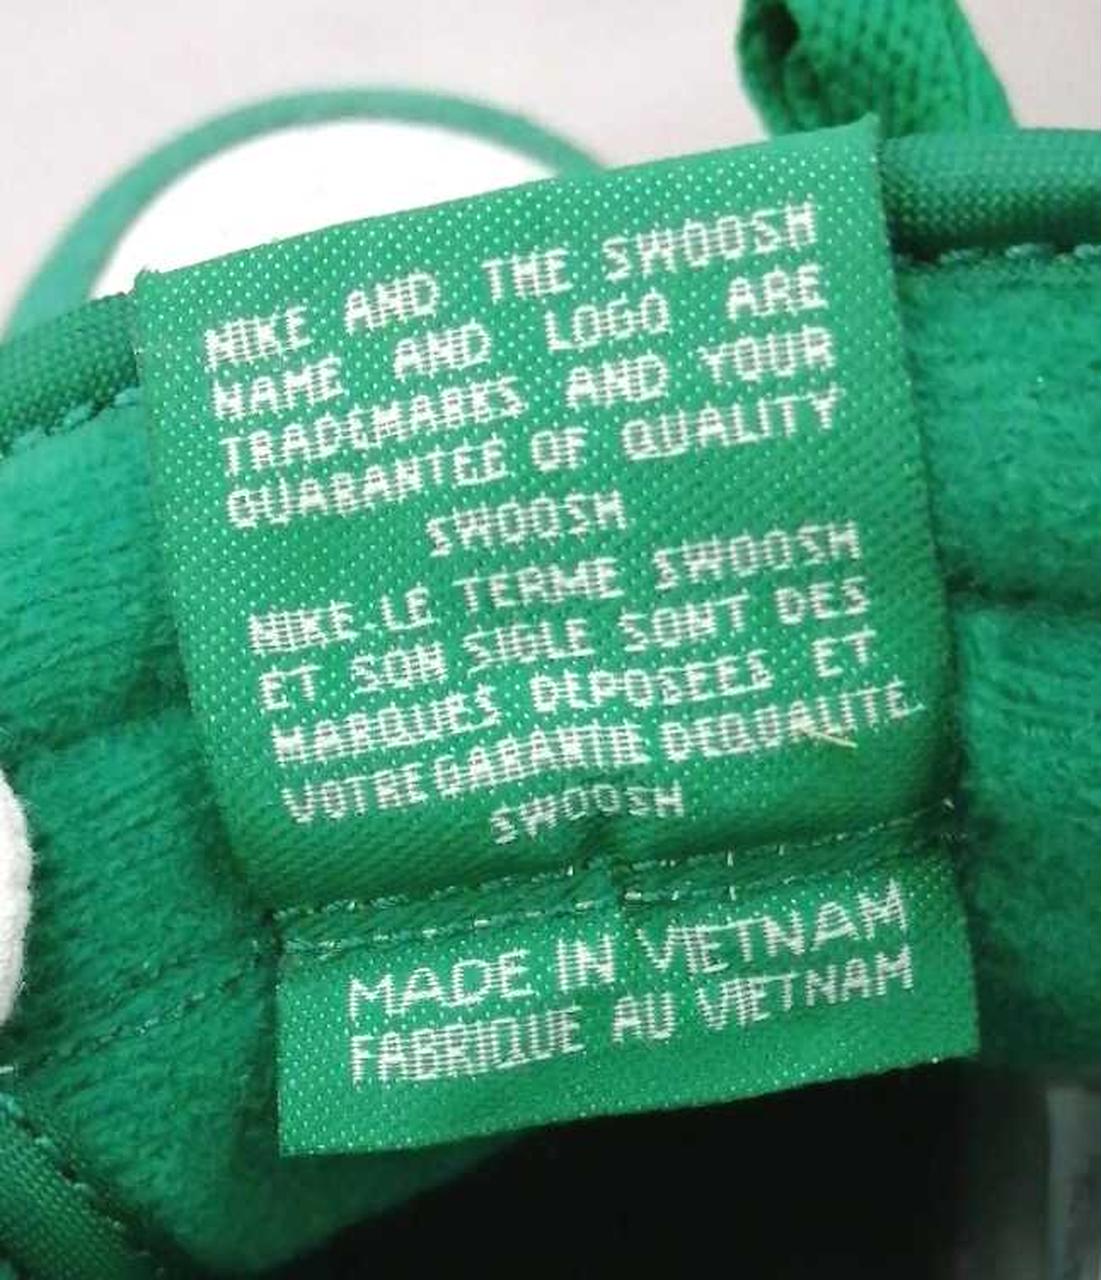 NIKE AND THE SWOOSH
NAME AND LOGO ARE
TRADEMARKS AND YOUR
QUARANTEE OF QUALITY
SWOOSH
NIKE-LE TERME SWOOSH
ET SON SIGLE SONT DES
MARQUES DEPOSEES ET
VOTRE GARANTIE DEQUALITE.
SWOOSH
MADE IN VIETNAM
FABRIQUE AU VIETNAM